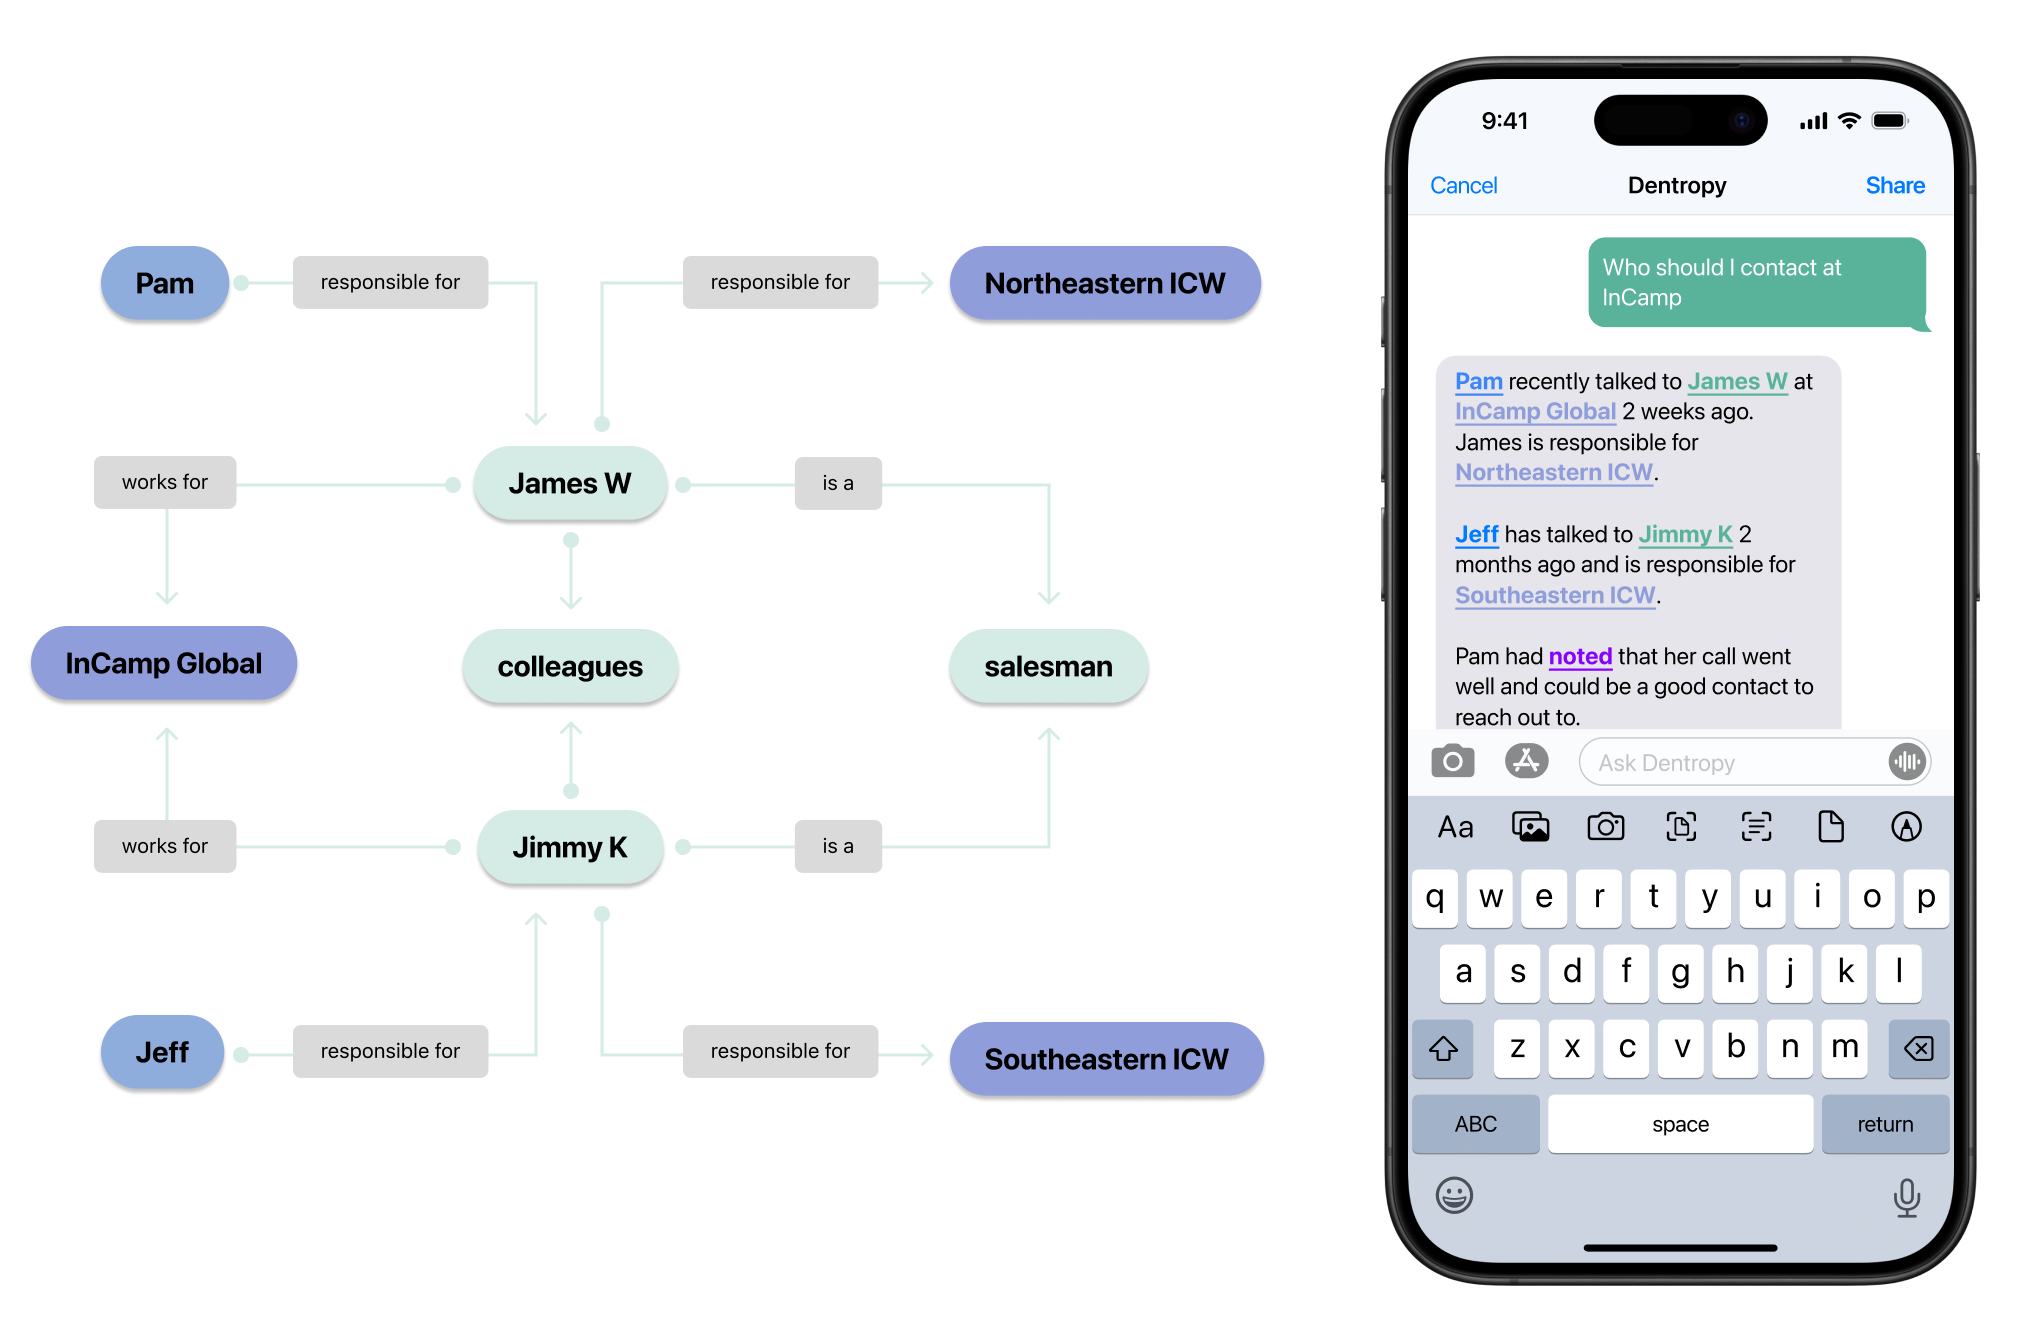 Pam
responsible for
responsible for
Northeastern ICW
works for
James W
is a
InCamp Global
colleagues
salesman
works for
Jimmy K
is a
Jeff
responsible for
responsible for
Southeastern ICW
9:41
Cancel
Dentropy
Share
Who should I contact at
InCamp
Pam recently talked to James W at
InCamp Global 2 weeks ago.
James is responsible for
Northeastern ICW.
Jeff has talked to Jimmy K 2
months ago and is responsible for
Southeastern ICW.
Pam had noted that her call went
well and could be a good contact to
reach out to.
Ask Dentropy
Aa
q w e r t y u i o p
a s d f g h j k l
z x c v b n m
ABC space return